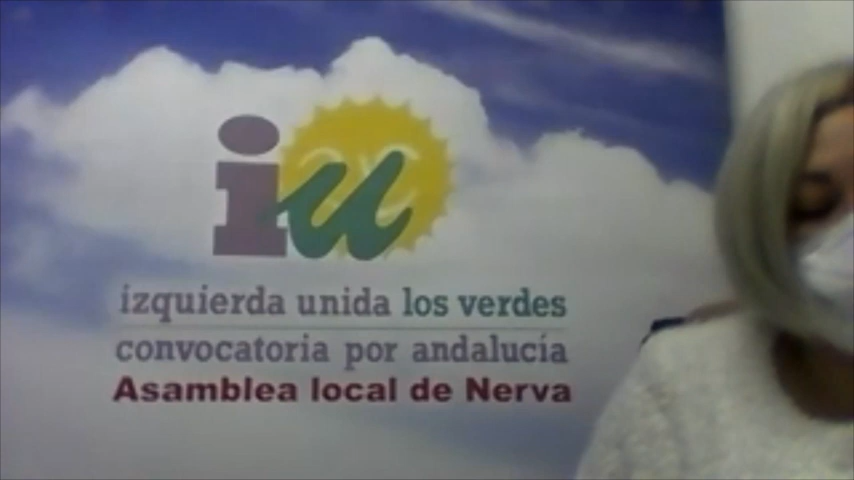 iu
izquierda unida los verdes
convocatoria por andalucía
Asamblea local de Nerva